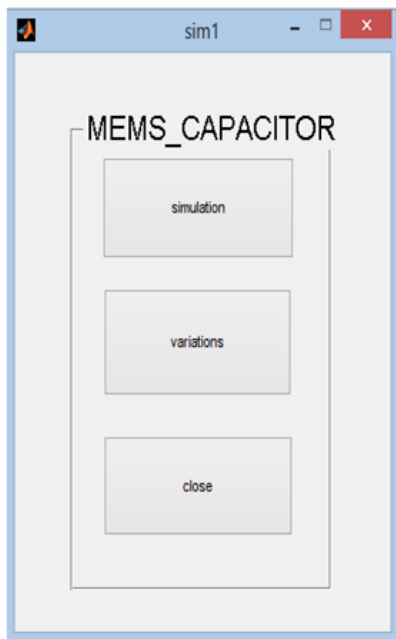 sim1
MEMS_CAPACITOR
simulation
variations
close